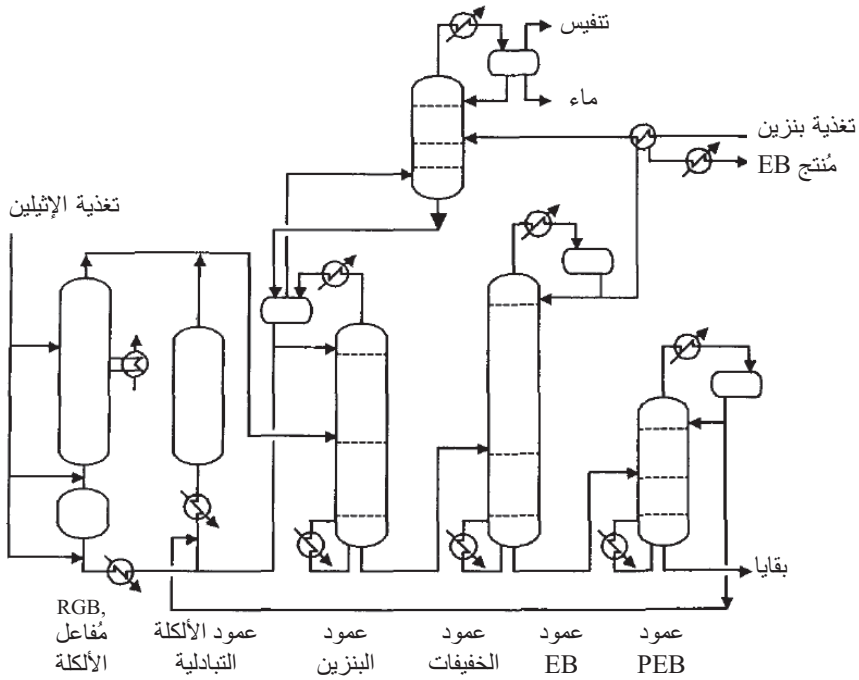 تنفيس
ماء
تغذية بنزين
مُنتج EB
تغذية الإثيلين
بقايا
RGB,
مُفاعل
الألكلة
عمود الألكلة
التبادلية
عمود
البنزين
عمود
الخفيفات
عمود
EB
عمود
PEB